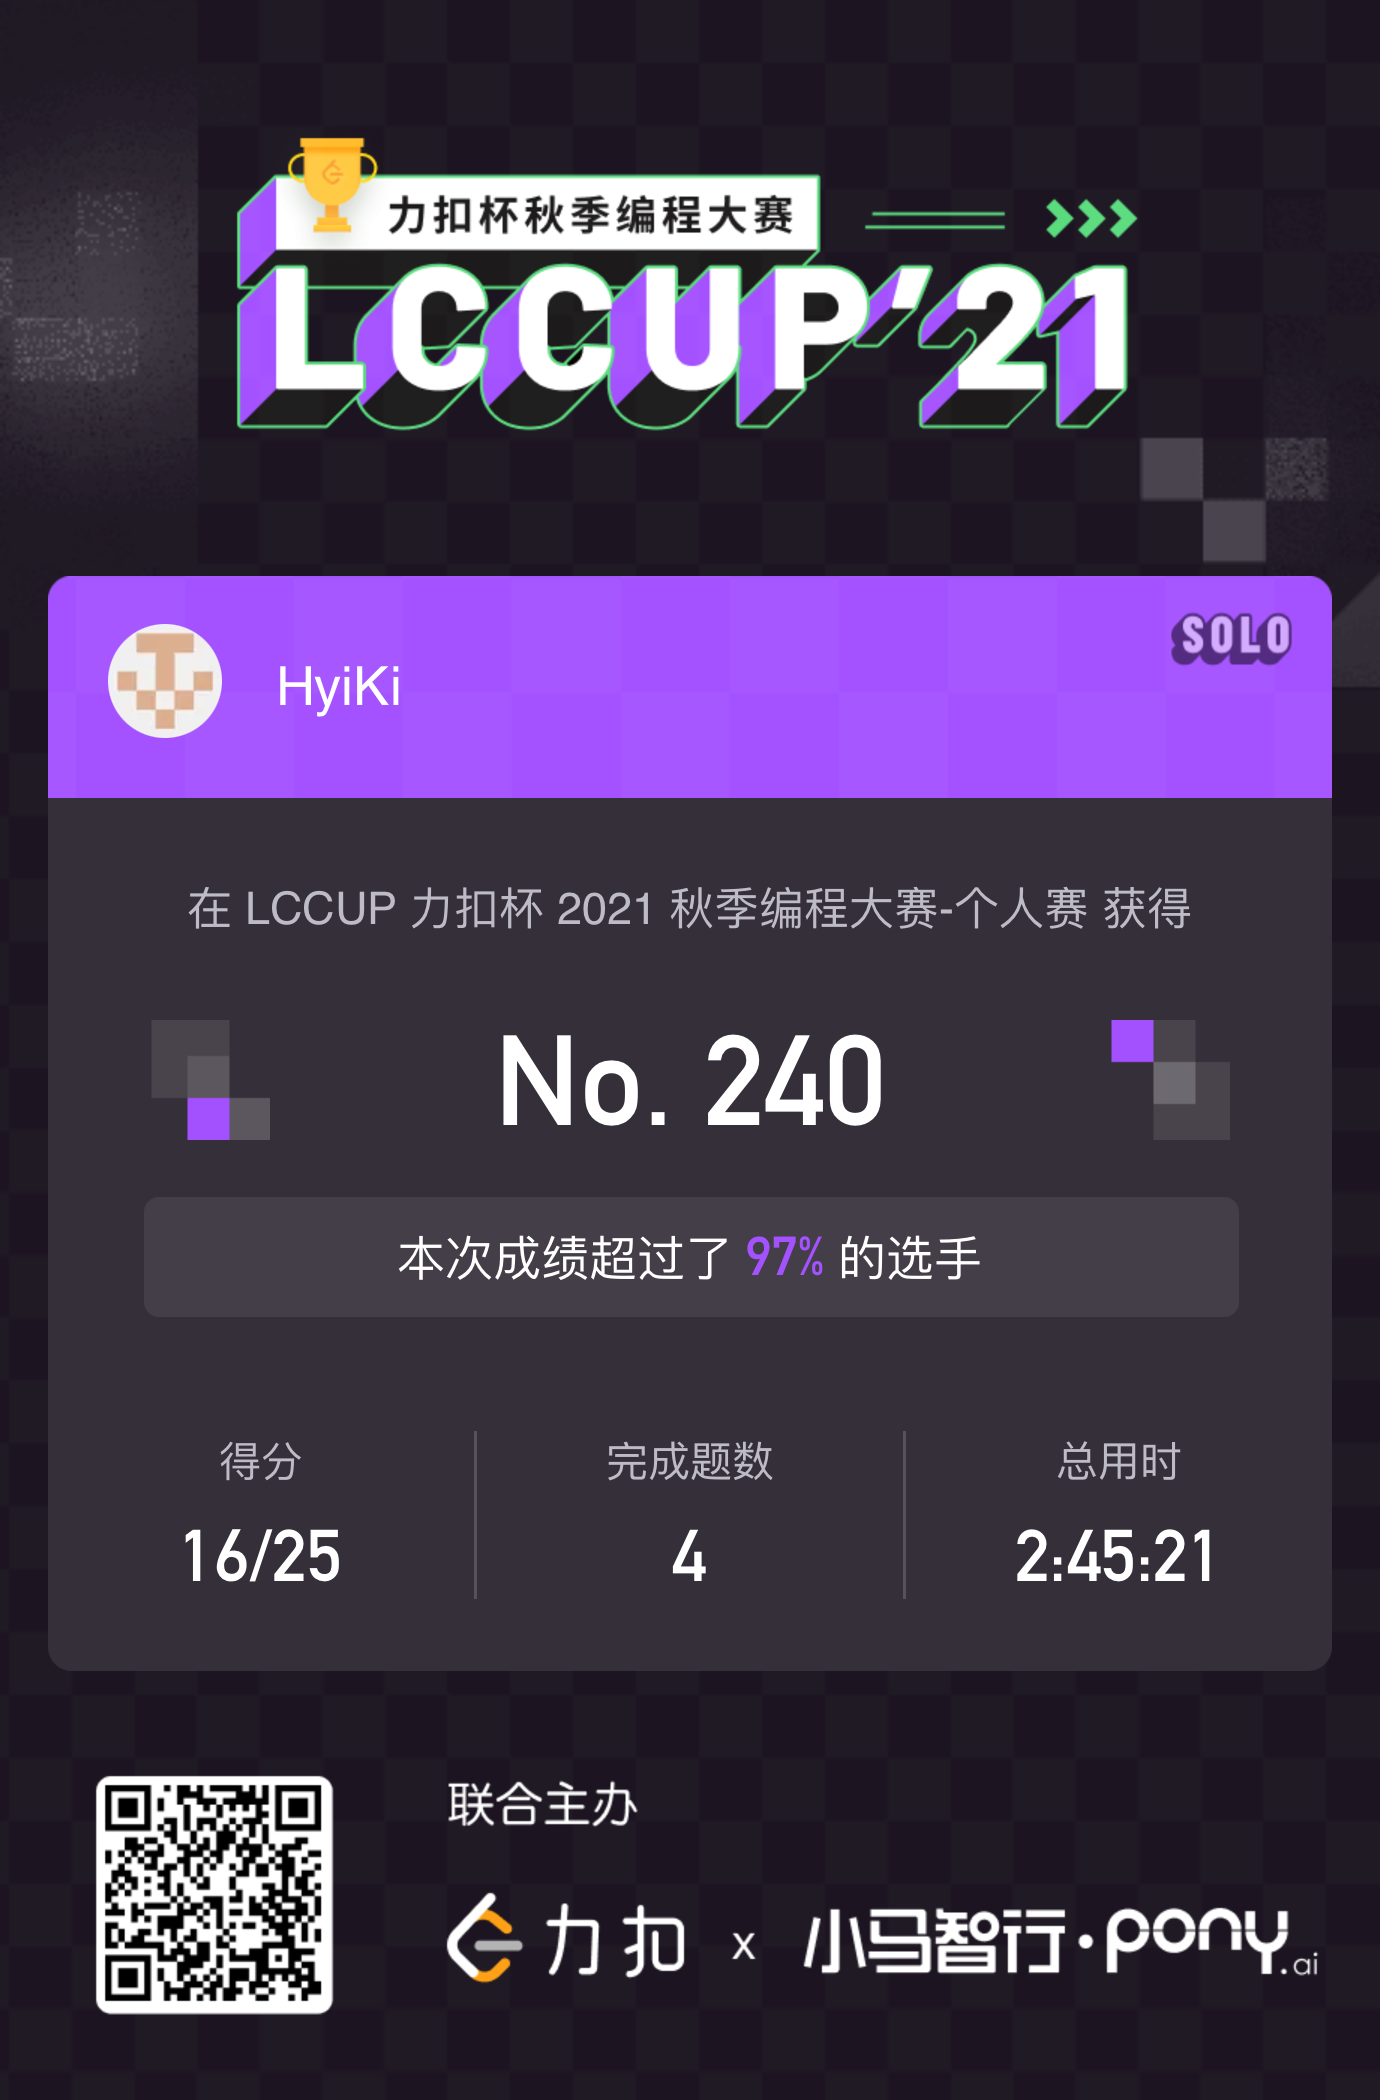 力扣杯秋季编程大赛
LCCUP'21
SOLO
HyiKi
在 LCCUP 力扣杯 2021 秋季编程大赛-个人赛 获得
No. 240
本次成绩超过了 97% 的选手
得分 完成题数 总用时
16/25 4 2:45:21
联合主办
力扣 x 小马智行·pony.ai